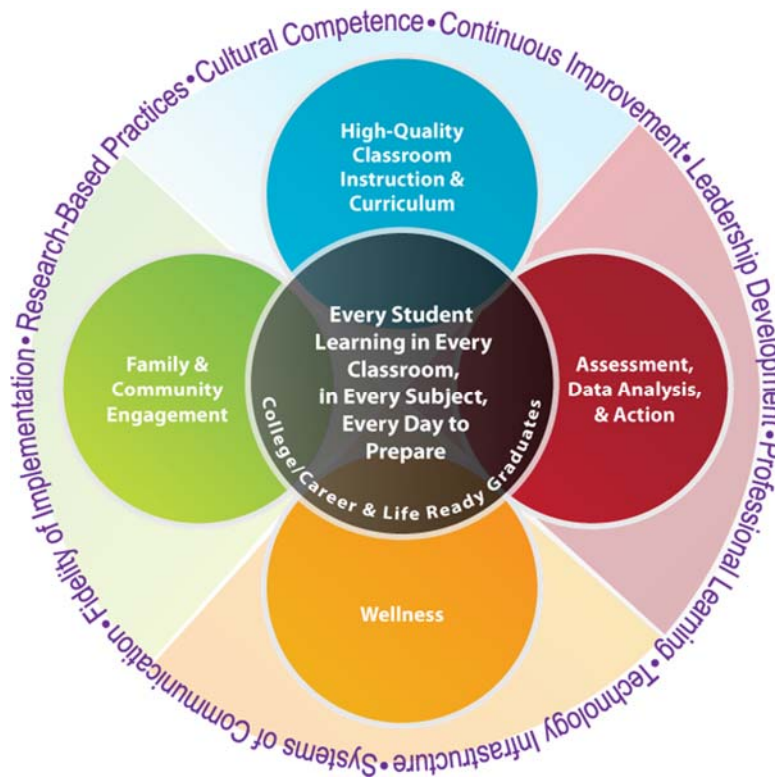 Fidelity of Implementation • Research-Based Practices • Cultural Competence • Continuous Improvement • Leadership Development • Professional Learning • Technology Infrastructure • Systems of Communication •
High-Quality
Classroom
Instruction &
Curriculum
Family &
Community
Engagement
Every Student
Learning in Every
Classroom,
in Every Subject,
Every Day to
Prepare
College/Career & Life Ready Graduates
Assessment,
Data Analysis,
& Action
Wellness